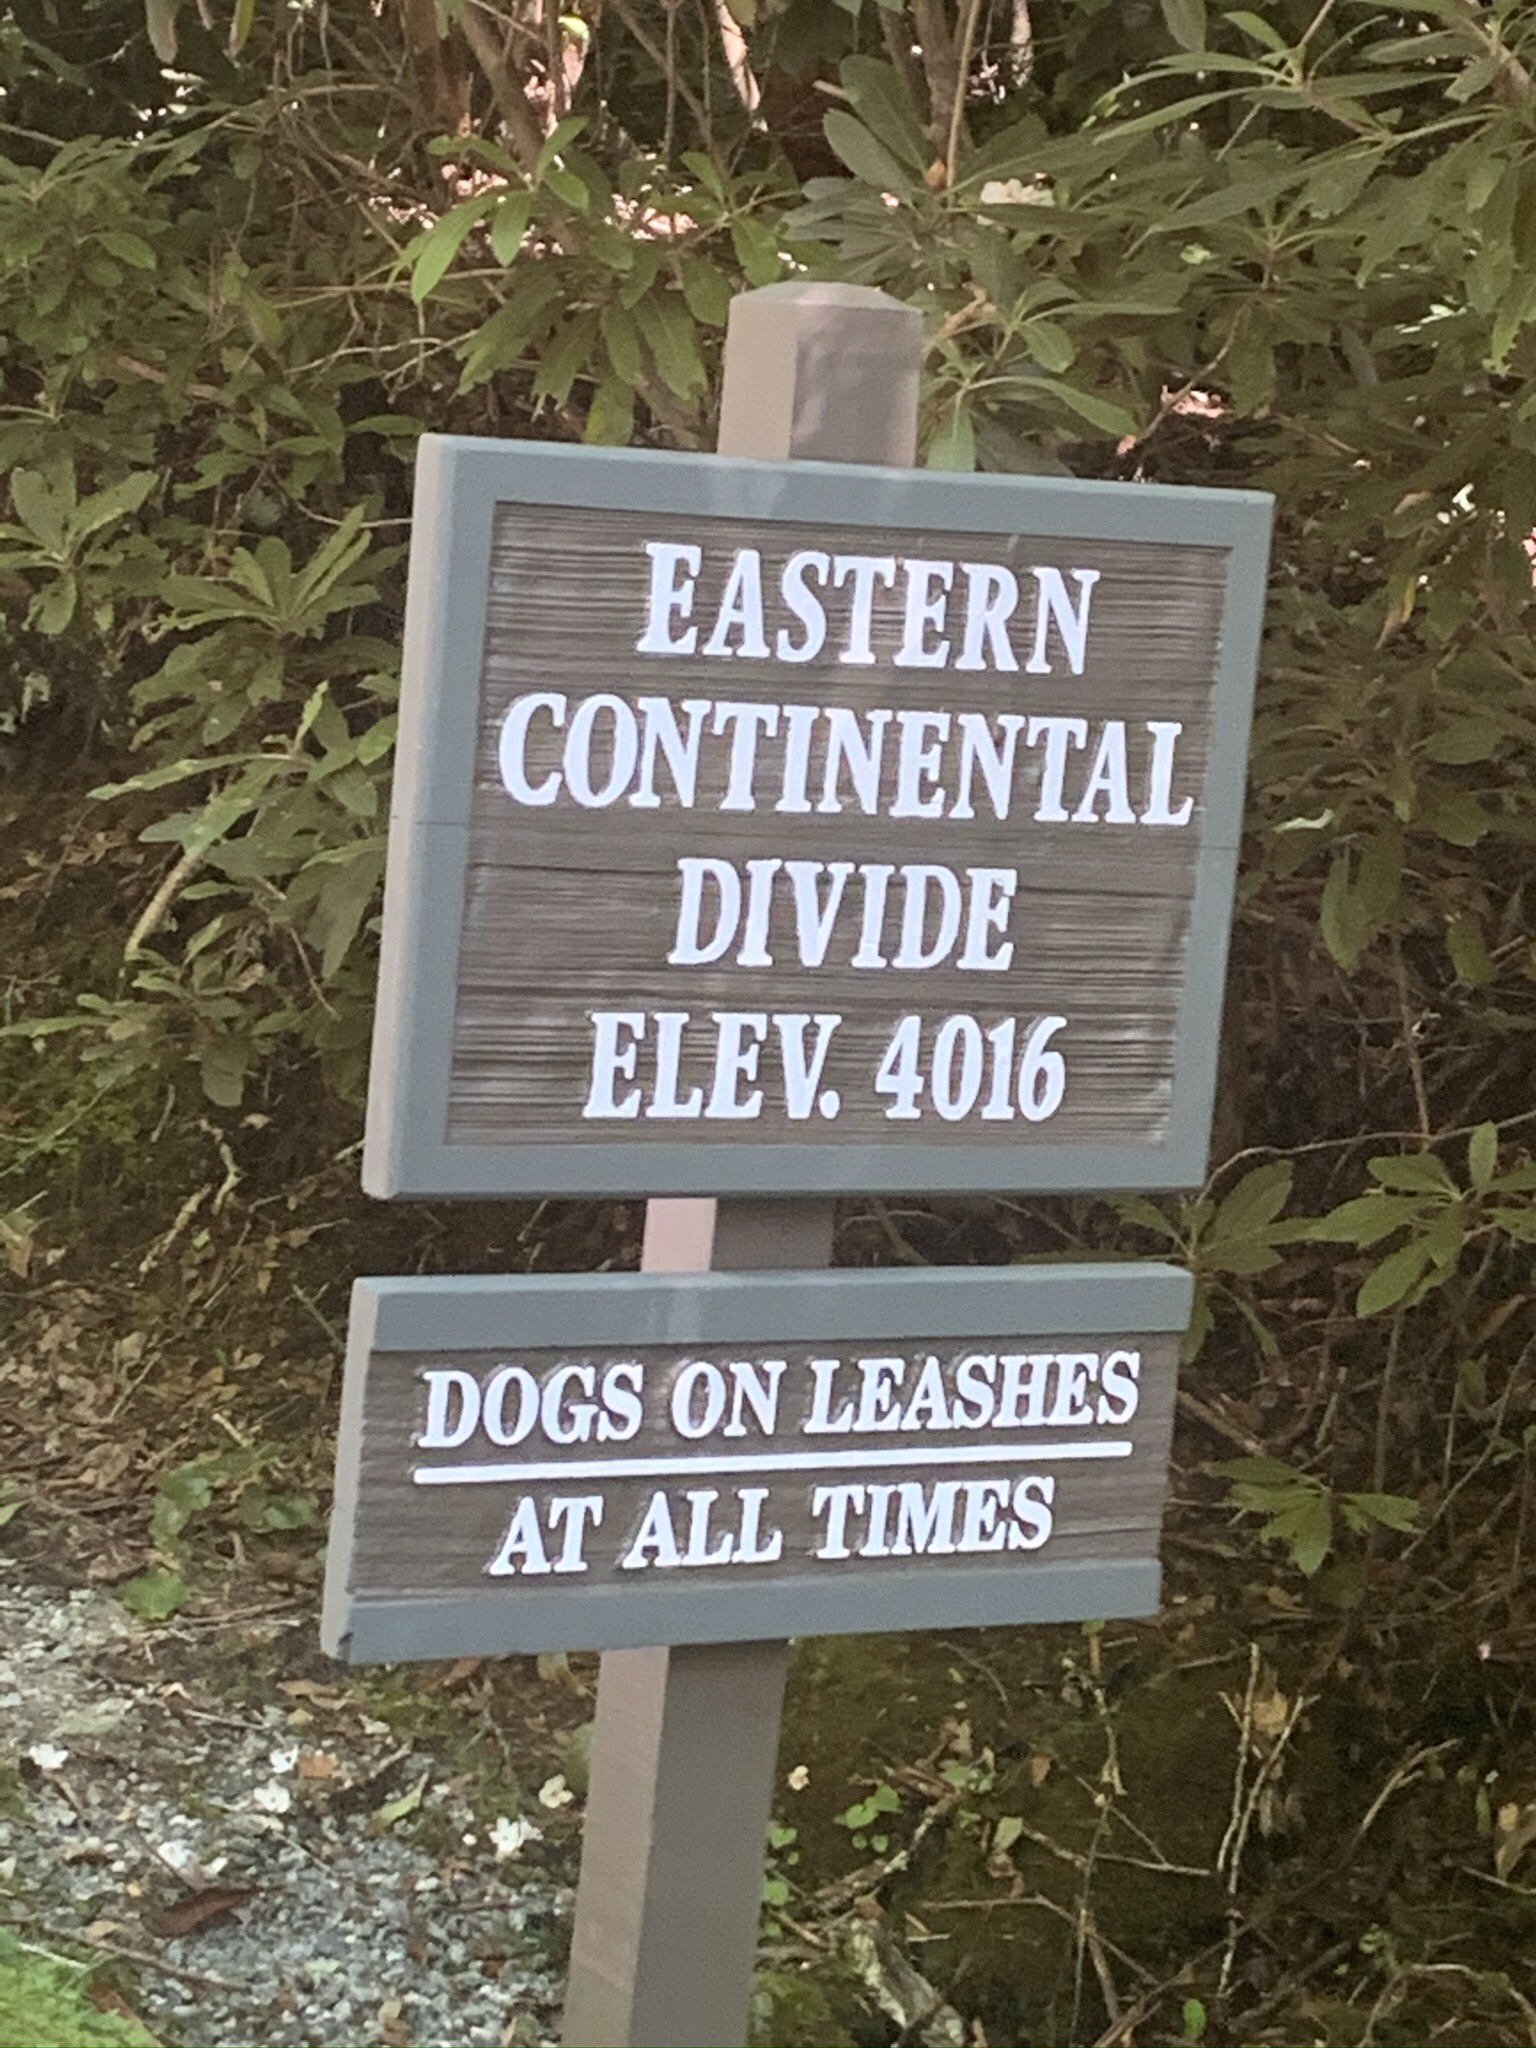 EASTERN
CONTINENTAL
DIVIDE
ELEV. 4016
DOGS ON LEASHES
AT ALL TIMES